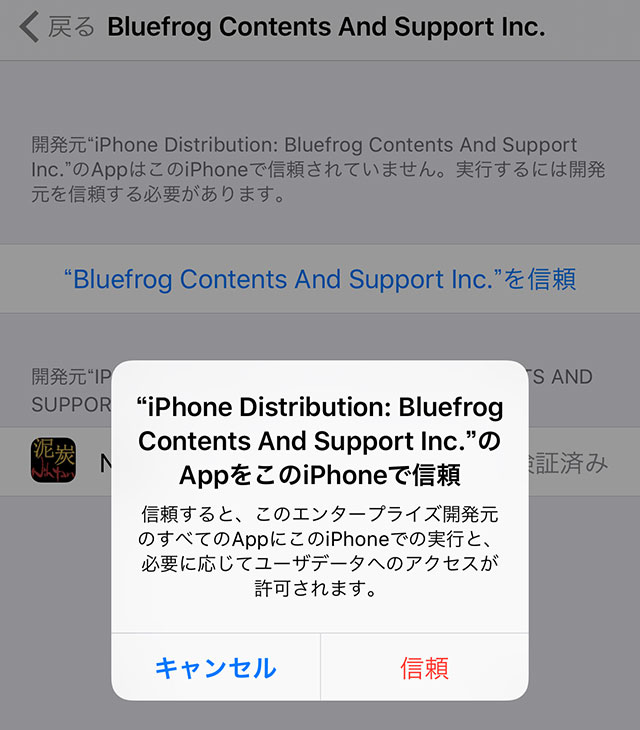 戻る Bluefrog Contents And Support Inc.
開発元“iPhone Distribution: Bluefrog Contents And Support
Inc.”のAppはこのiPhoneで信頼されていません。実行するには開発
元を信頼する必要があります。
“Bluefrog Contents And Support Inc.”を信頼
開発元“IP TS AND
SUPPOR
“iPhone Distribution: Bluefrog
Contents And Support Inc.”の
AppをこのiPhoneで信頼
泥炭 N 検証済み
信頼すると、このエンタープライズ開発元
のすべてのAppにこのiPhoneでの実行と、
必要に応じてユーザデータへのアクセスが
許可されます。
キャンセル 信頼